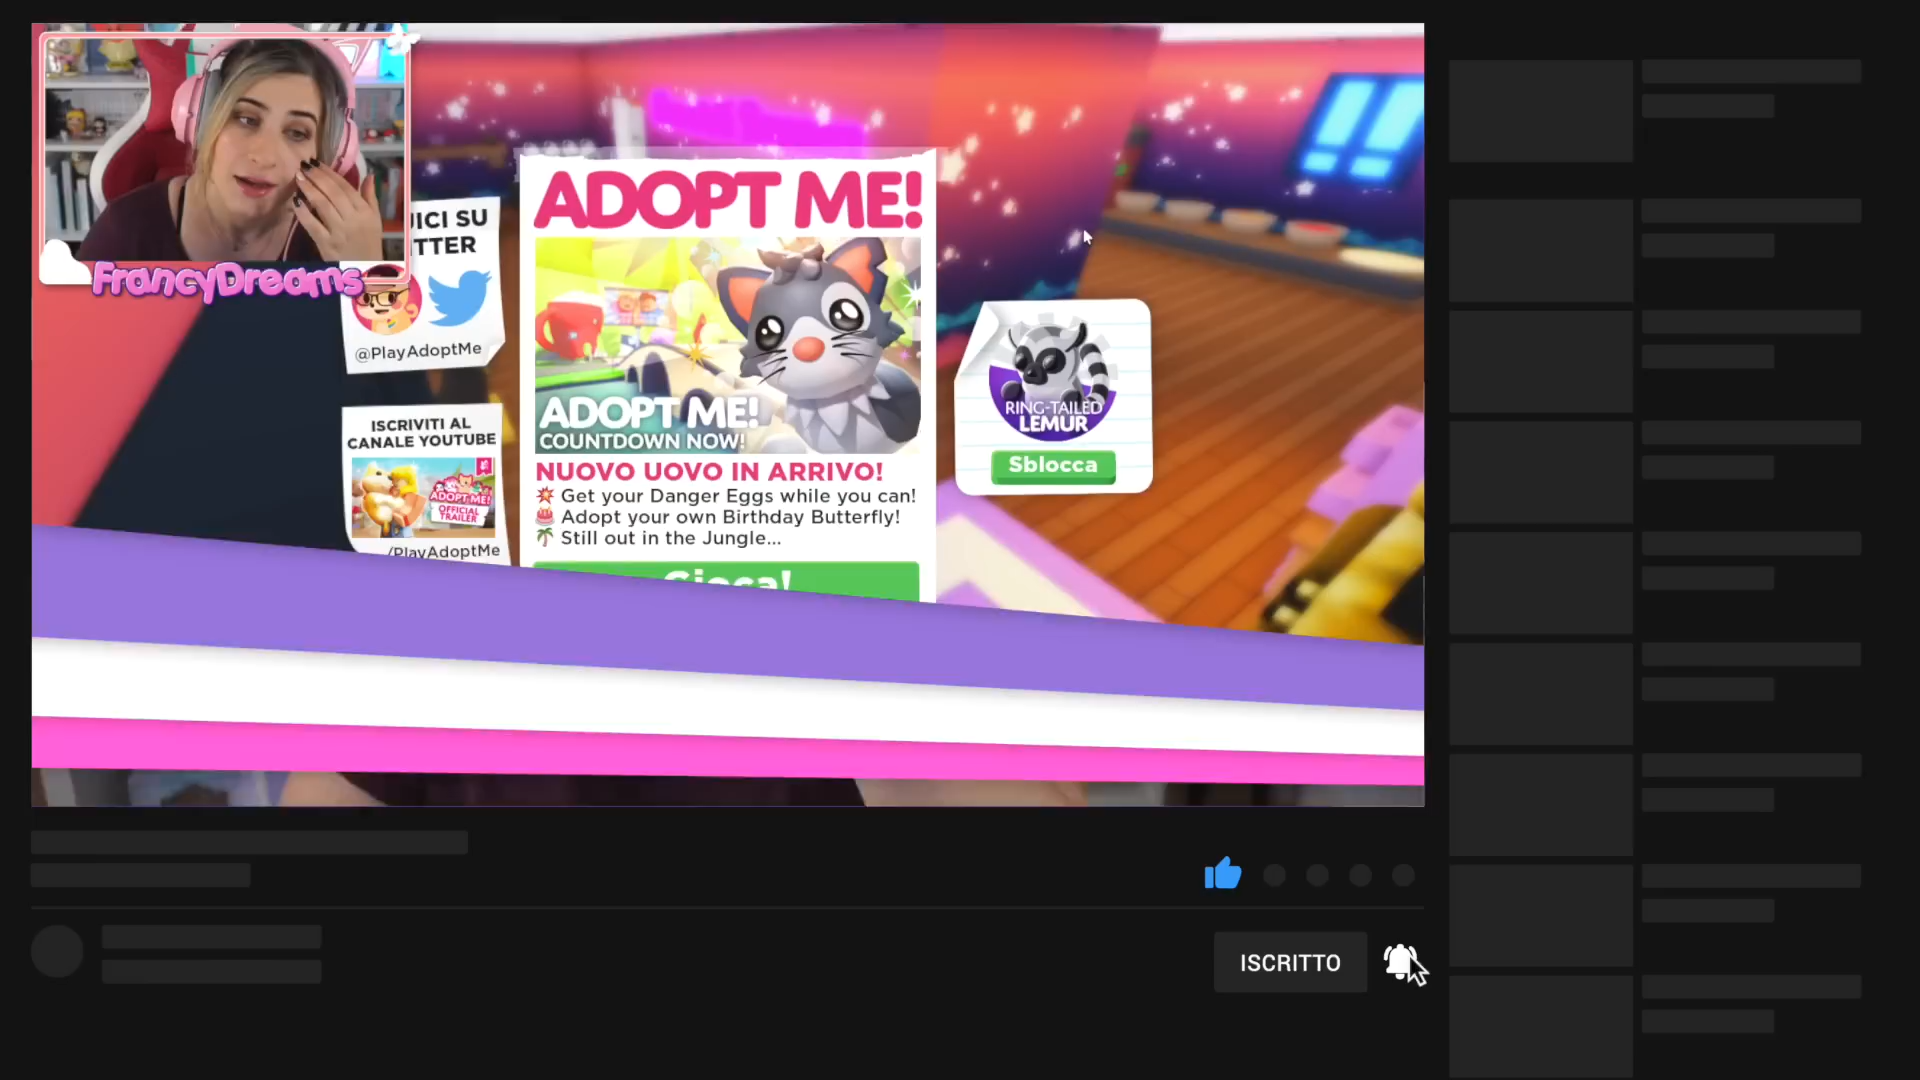 FrancyDreams
UICI SU
TTER
@PlayAdoptMe
ISCRIVITI AL
CANALE YOUTUBE
ADOPT ME!
OFFICIAL
TRAILER
/PlayAdoptMe
ADOPT ME!
ADOPT ME!
COUNTDOWN NOW!
NUOVO UOVO IN ARRIVO!
💥 Get your Danger Eggs while you can!
🎂 Adopt your own Birthday Butterfly!
🌴 Still out in the Jungle...
Gioca!
RING-TAILED
LEMUR
Sblocca
ISCRITTO